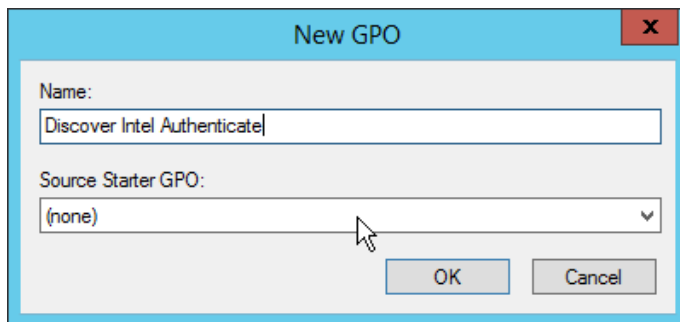 New GPO
x
Name:
Discover Intel Authenticate
Source Starter GPO:
(none)
OK Cancel